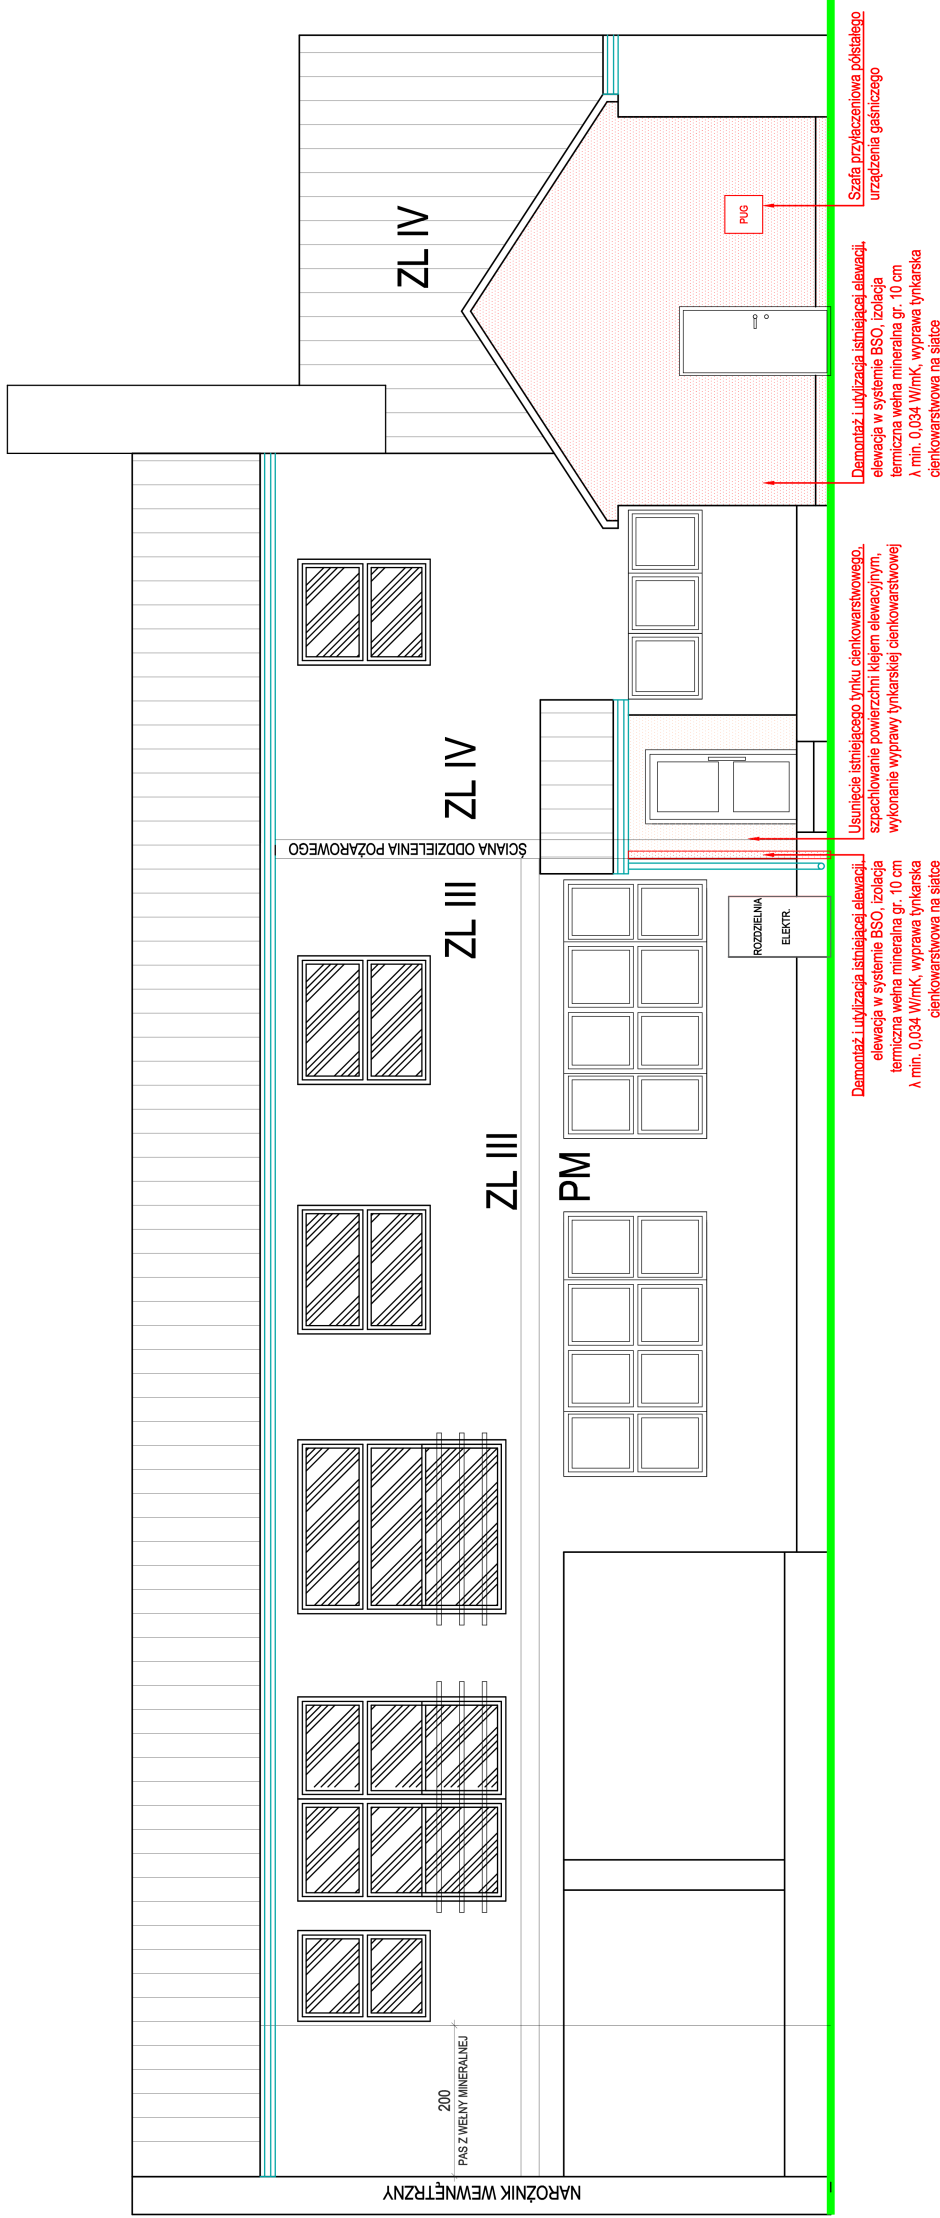 NAROŻNIK WEWNĘTRZNY
200
PAS Z WEŁNY MINERALNEJ
ZL III
PM
ZL III
ZL IV
ŚCIANA ODDZIELENIA POŻAROWEGO
ROZDZIELNIA
ELEKTR.
ZL IV
PUG
Demontaż i utylizacja istniejącej elewacji,
elewacja w systemie BSO, izolacja
termiczna wełna mineralna gr. 10 cm
λ min. 0,034 W/mK, wyprawa tynkarska
cienkowarstwowa na siatce
Usunięcie istniejącego tynku cienkowarstwowego,
szpachlowanie powierzchni klejem elewacyjnym,
wykonanie wyprawy tynkarskiej cienkowarstwowej
Demontaż i utylizacja istniejącej elewacji,
elewacja w systemie BSO, izolacja
termiczna wełna mineralna gr. 10 cm
λ min. 0,034 W/mK, wyprawa tynkarska
cienkowarstwowa na siatce
Szafa przyłączeniowa półstałego
urządzenia gaśniczego